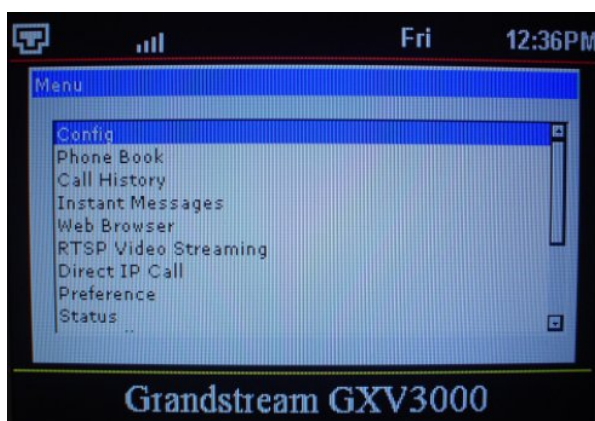 Fri 12:36PM
Menu
Config
Phone Book
Call History
Instant Messages
Web Browser
RTSP Video Streaming
Direct IP Call
Preference
Status
Grandstream GXV3000